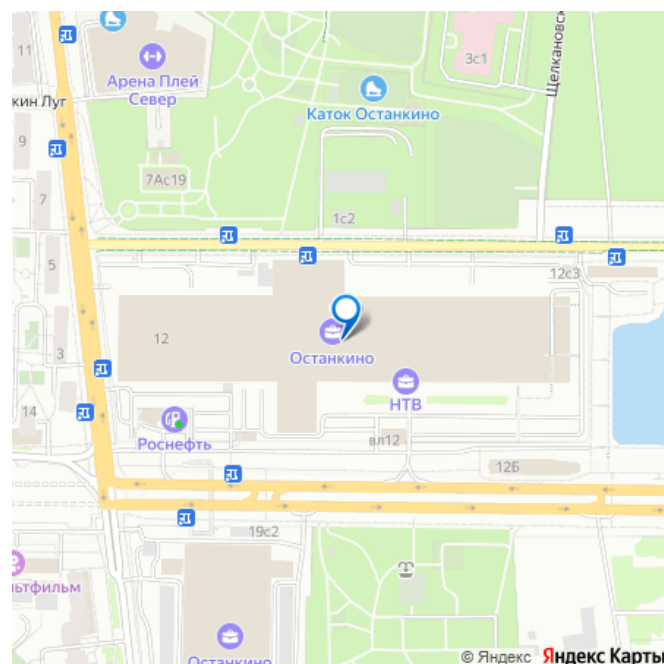 11
Арена Плей
Север
3с1
Щелкановск
кин Луг
Каток Останкино
9
7Ас19
7
1с2
5
12с3
12
Останкино
3
НТВ
14
Роснефть
вл12
12Б
19с2
льтфильм
Останкино
© Яндекс Яндекс Карты